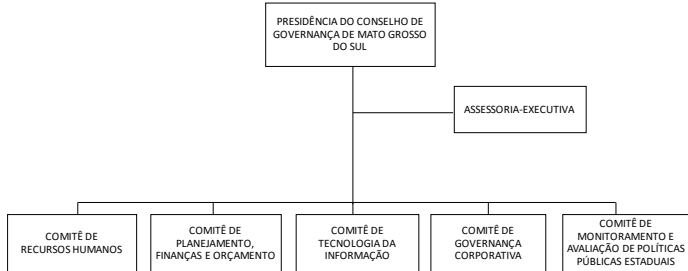 PRESIDÊNCIA DO CONSELHO DE
GOVERNANÇA DE MATO GROSSO
DO SUL
ASSESSORIA-EXECUTIVA
COMITÊ DE
RECURSOS HUMANOS
COMITÊ DE
PLANEJAMENTO,
FINANÇAS E ORÇAMENTO
COMITÊ DE
TECNOLOGIA DA
INFORMAÇÃO
COMITÊ DE
GOVERNANÇA
CORPORATIVA
COMITÊ DE
MONITORAMENTO E
AVALIAÇÃO DE POLÍTICAS
PÚBLICAS ESTADUAIS